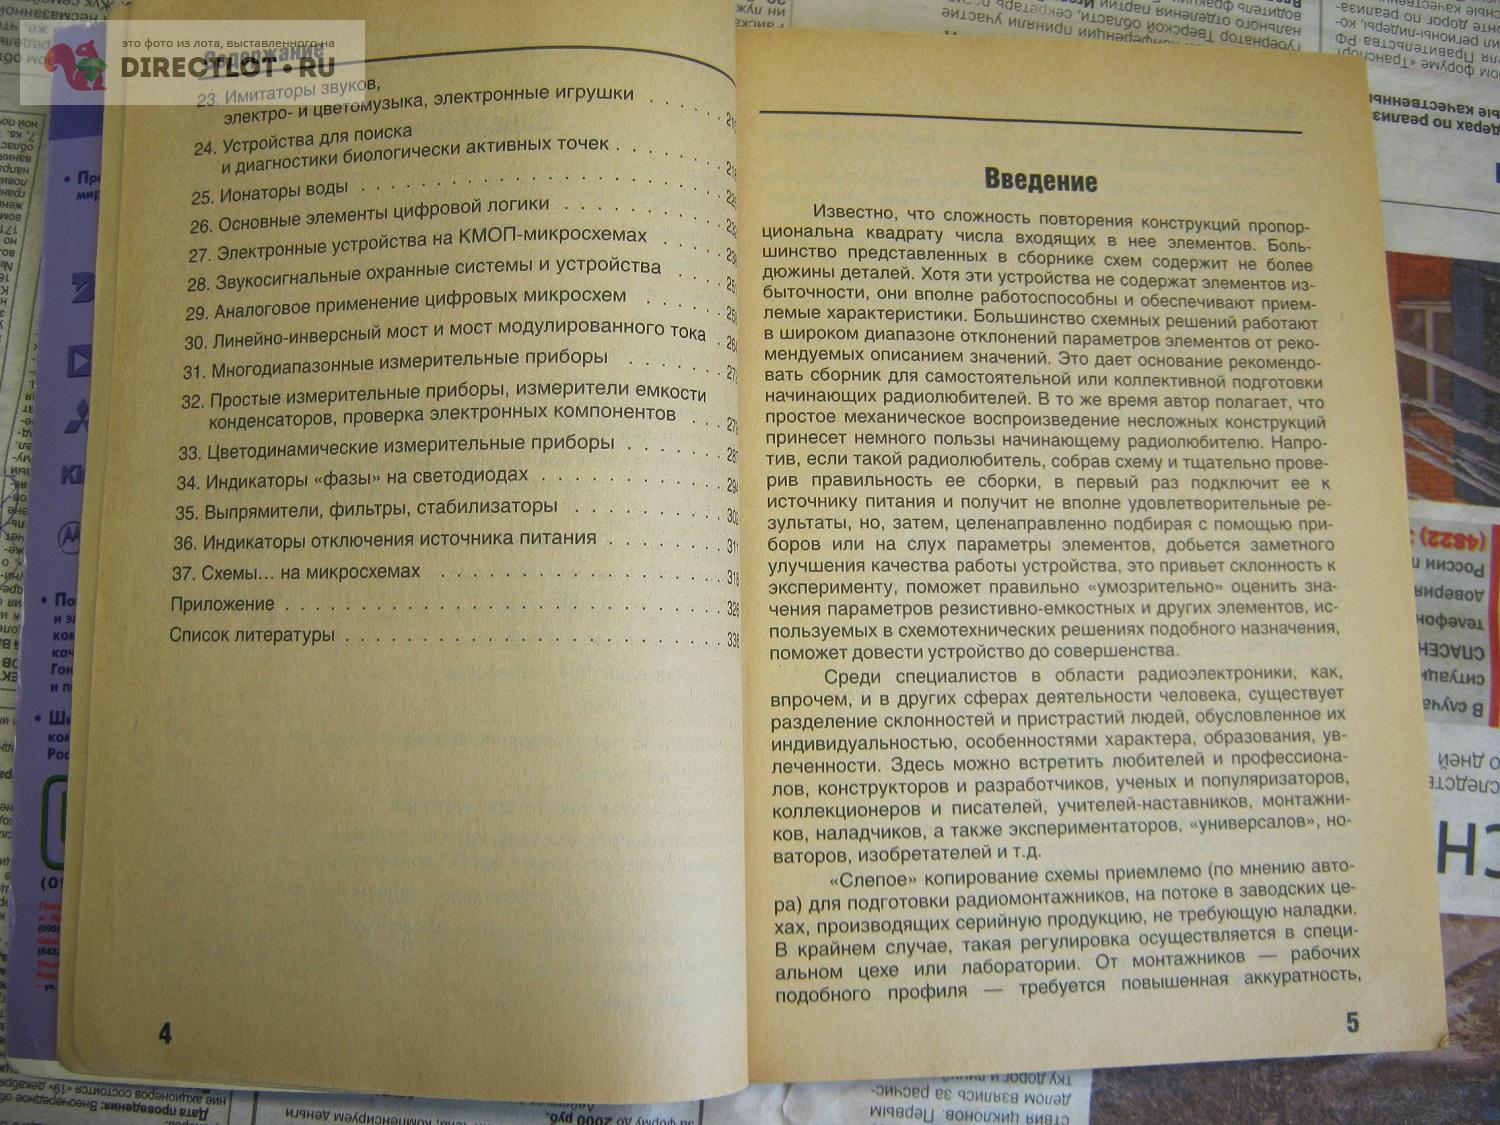 это фото из лота, выставленного на
DIRECTLOT.RU
Содержание
23. Имитаторы звуков,
электро- и цветомузыка, электронные игрушки
24. Устройства для поиска
и диагностики биологически активных точек
25. Ионаторы воды
26. Основные элементы цифровой логики
27. Электронные устройства на КМОП-микросхемах
28. Звукосигнальные охранные системы и устройства
29. Аналоговое применение цифровых микросхем
30. Линейно-инверсный мост и мост модулированного тока
31. Многодиапазонные измерительные приборы
32. Простые измерительные приборы, измерители емкости
конденсаторов, проверка электронных компонентов
33. Цветодинамические измерительные приборы
34. Индикаторы «фазы» на светодиодах
35. Выпрямители, фильтры, стабилизаторы
36. Индикаторы отключения источника питания
37. Схемы... на микросхемах
Приложение
Список литературы
4
Введение
Известно, что сложность повторения конструкций пропор-
циональна квадрату числа входящих в нее элементов. Боль-
шинство представленных в сборнике схем содержит не более
дюжины деталей. Хотя эти устройства не содержат элементов из-
быточности, они вполне работоспособны и обеспечивают прием-
лемые характеристики. Большинство схемных решений работают
в широком диапазоне отклонений параметров элементов от реко-
мендуемых описанием значений. Это дает основание рекомендо-
вать сборник для самостоятельной или коллективной подготовки
начинающих радиолюбителей. В то же время автор полагает, что
простое механическое воспроизведение несложных конструкций
принесет немного пользы начинающему радиолюбителю. Напро-
тив, если такой радиолюбитель, собрав схему и тщательно прове-
рив правильность ее сборки, в первый раз подключит ее к
источнику питания и получит не вполне удовлетворительные ре-
зультаты, но, затем, целенаправленно подбирая с помощью при-
боров или на слух параметры элементов, добьется заметного
улучшения качества работы устройства, это привьет склонность к
эксперименту, поможет правильно «умозрительно» оценить зна-
чения параметров резистивно-емкостных и других элементов, ис-
пользуемых в схемотехнических решениях подобного назначения,
поможет довести устройство до совершенства.
Среди специалистов в области радиоэлектроники, как,
впрочем, и в других сферах деятельности человека, существует
разделение склонностей и пристрастий людей, обусловленное их
индивидуальностью, особенностями характера, образования, ув-
леченности. Здесь можно встретить любителей и профессиона-
лов, конструкторов и разработчиков, ученых и популяризаторов,
коллекционеров и писателей, учителей-наставников, монтажни-
ков, наладчиков, а также экспериментаторов, «универсалов», но-
ваторов, изобретателей и т.д.
«Слепое» копирование схемы приемлемо (по мнению авто-
ра) для подготовки радиомонтажников, на потоке в заводских це-
хах, производящих серийную продукцию, не требующую наладки.
В крайнем случае, такая регулировка осуществляется в специ-
альном цехе или лаборатории. От монтажников — рабочих
подобного профиля — требуется повышенная аккуратность,
5